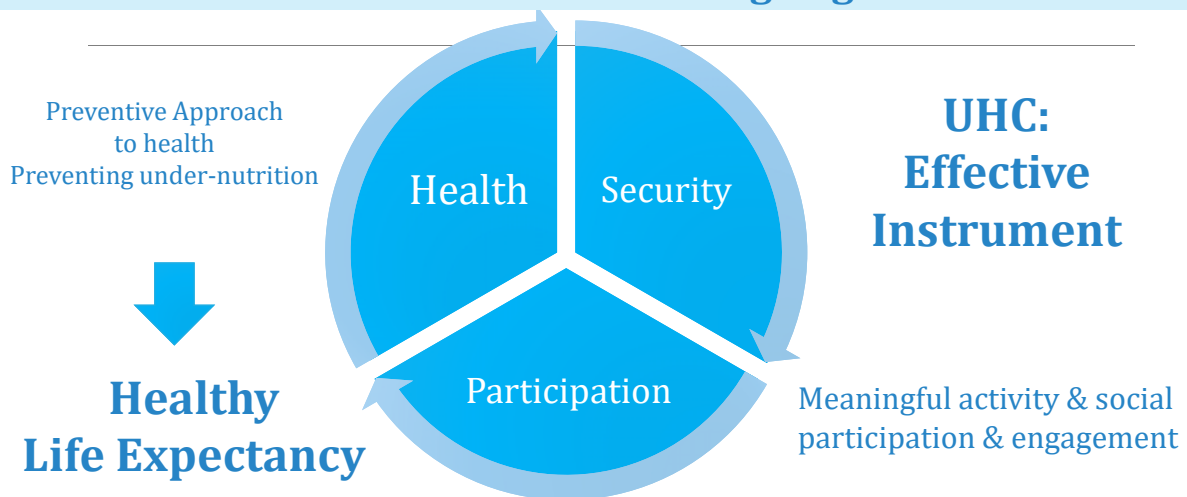 Preventive Approach
to health
Preventing under-nutrition
Healthy
Life Expectancy
Health
Security
Participation
UHC:
Effective
Instrument
Meaningful activity & social
participation & engagement